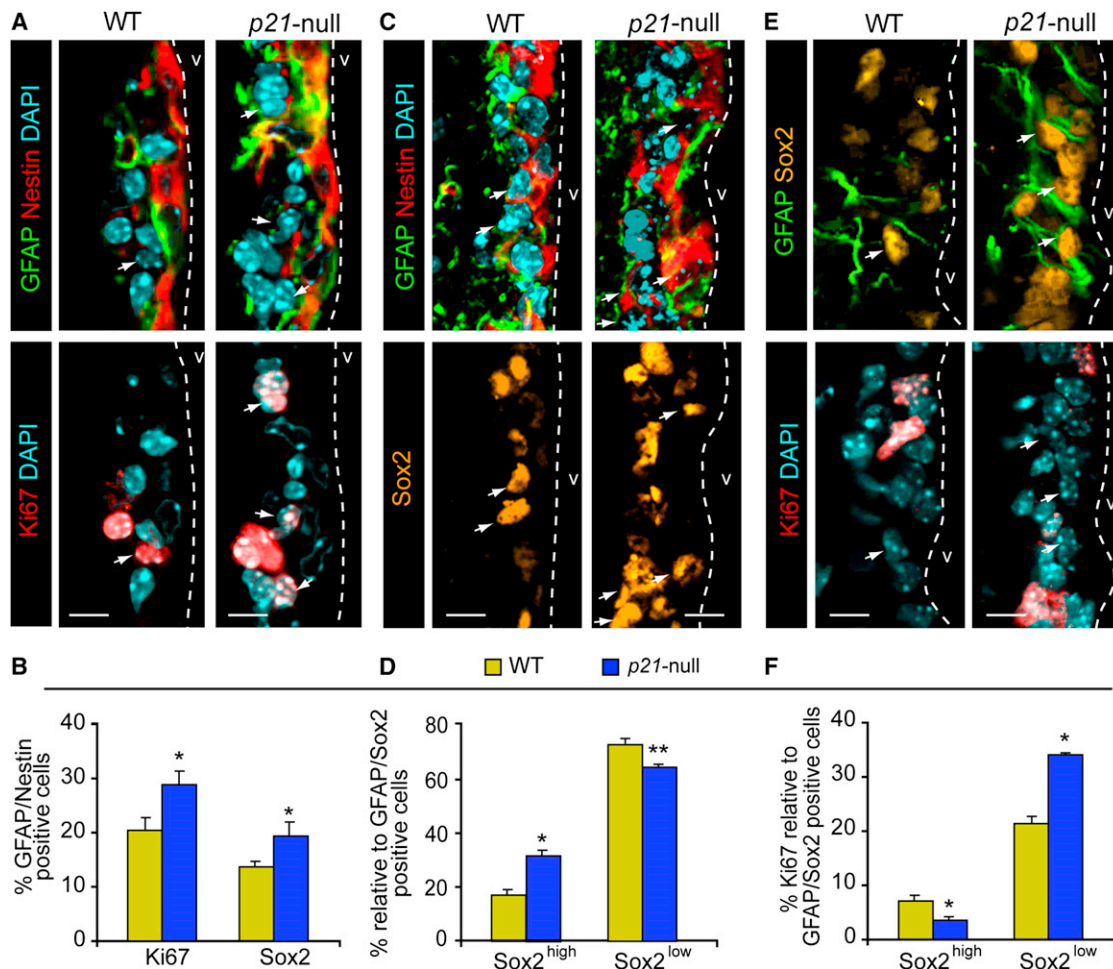 A
WT
p21-null
GFAP Nestin DAPI
v
v
Ki67 DAPI
v
v
C
WT
p21-null
GFAP Nestin DAPI
v
v
Sox2
v
v
E
WT
p21-null
GFAP Sox2
v
v
Ki67 DAPI
v
v
WT
p21-null
B
% GFAP/Nestin
positive cells
40
30
20
10
0
*
*
Ki67
Sox2
D
% relative to GFAP/Sox2
positive cells
80
60
40
20
0
*
**
Sox2high
Sox2low
F
% Ki67 relative to
GFAP/Sox2 positive cells
40
30
20
10
0
*
*
Sox2high
Sox2low